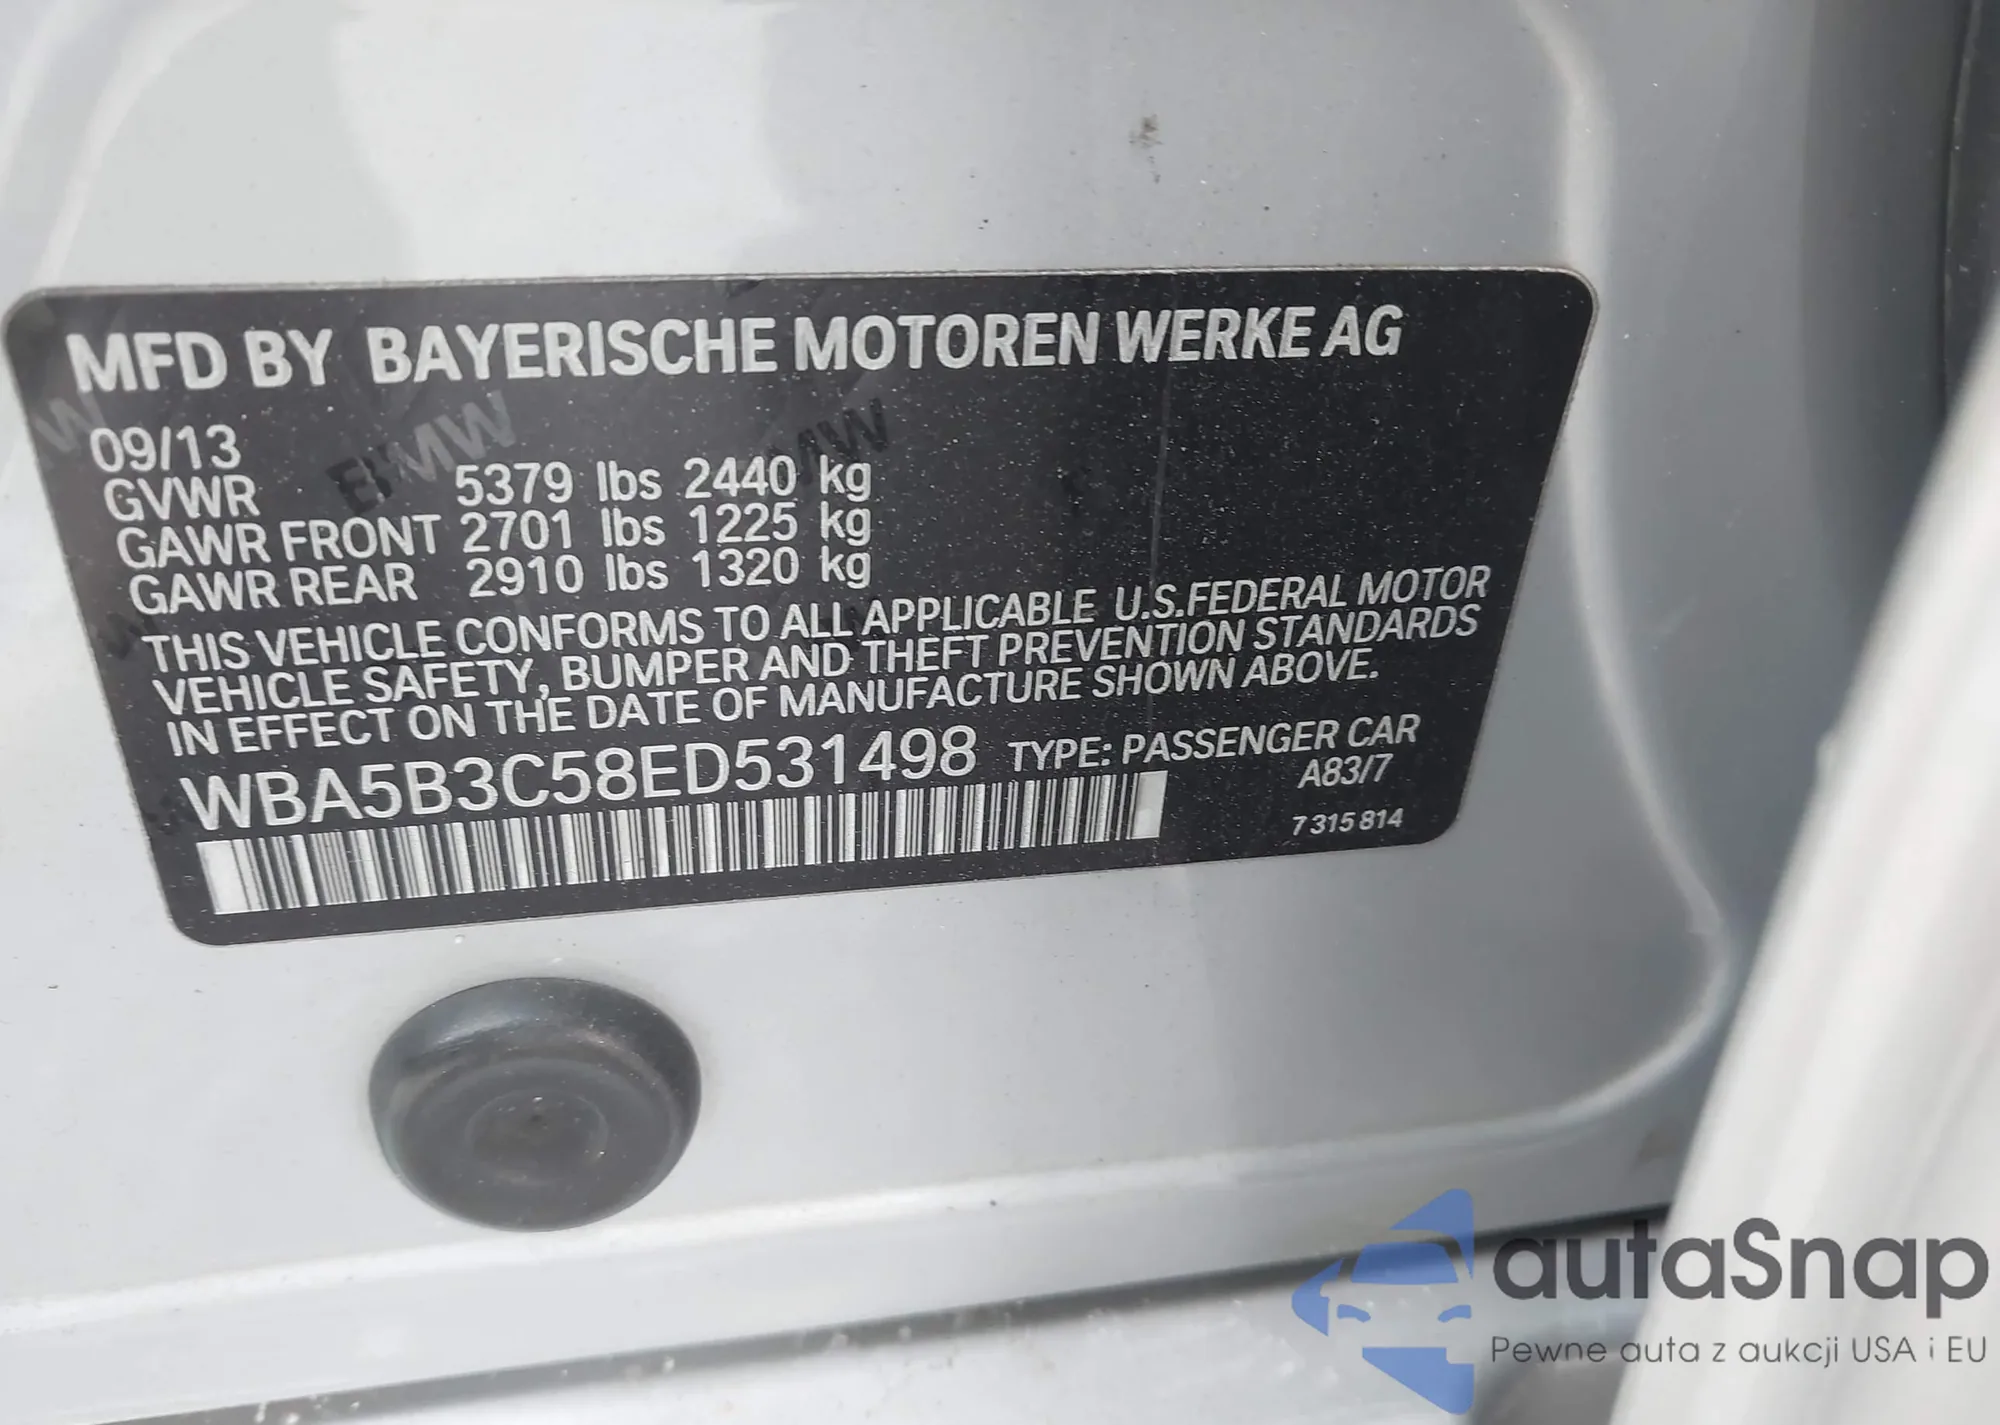 MFD BY BAYERISCHE MOTOREN WERKE AG
09/13
GVWR 5379 lbs 2440 kg
GAWR FRONT 2701 lbs 1225 kg
GAWR REAR 2910 lbs 1320 kg
THIS VEHICLE CONFORMS TO ALL APPLICABLE U.S.FEDERAL MOTOR
VEHICLE SAFETY, BUMPER AND THEFT PREVENTION STANDARDS
IN EFFECT ON THE DATE OF MANUFACTURE SHOWN ABOVE.
WBA5B3C58ED531498 TYPE: PASSENGER CAR
A83/7
7 315 814
autaSnap
Pewne auta z aukcji USA i EU